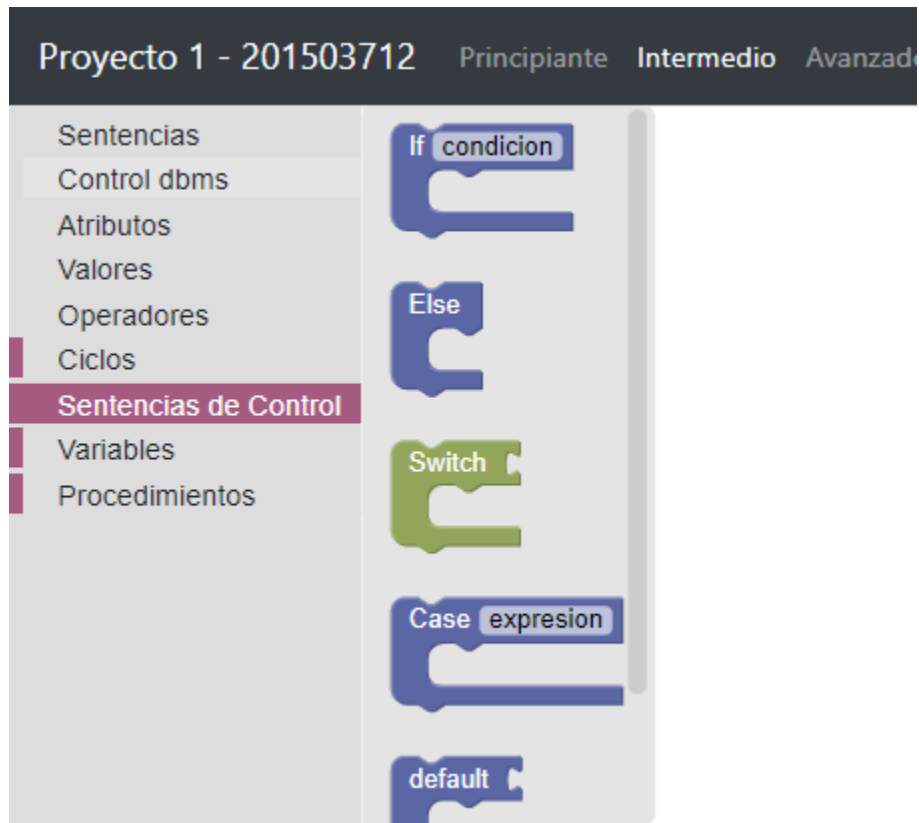 Proyecto 1 - 201503712 Principiante Intermedio Avanzado
Sentencias
Control dbms
Atributos
Valores
Operadores
Ciclos
Sentencias de Control
Variables
Procedimientos
If condicion
Else
Switch
Case expresion
default